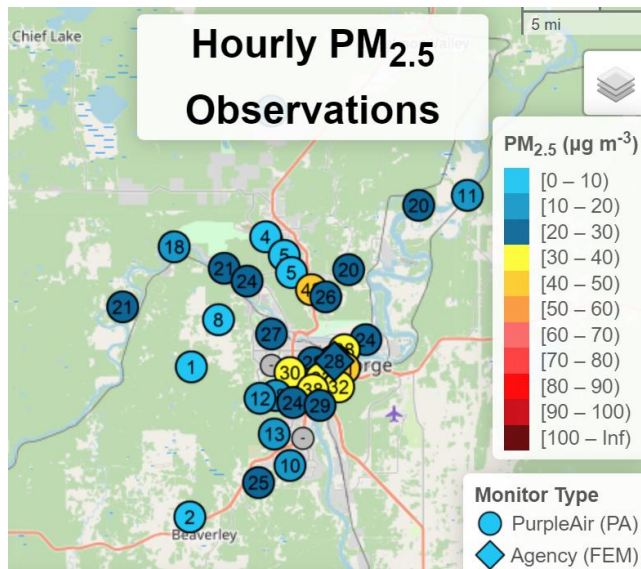 Chief Lake
5 mi
Hourly PM2.5
Observations
Valley
PM2.5 (µg m-3)
[0 – 10)
[10 – 20)
[20 – 30)
[30 – 40)
[40 – 50)
[50 – 60)
[60 – 70)
[70 – 80)
[80 – 90)
[90 – 100)
[100 – Inf)
11
20
4
18
5
21
5
20
24
26
21
8
27
24
28
1
30
38
32
12
24
29
13
-
-
10
25
2
Beaverley
Monitor Type
PurpleAir (PA)
Agency (FEM)